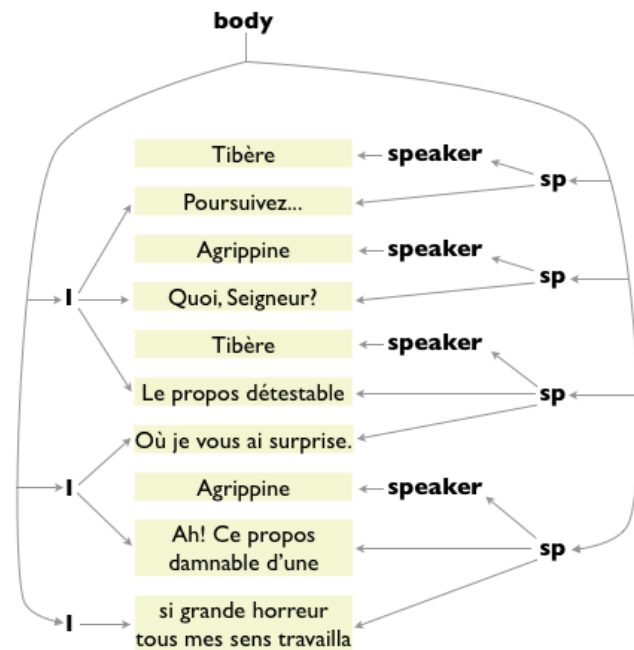 body
Tibère
speaker
sp
Poursuivez...
Agrippine
speaker
sp
l
Quoi, Seigneur?
Tibère
speaker
Le propos détestable
sp
Où je vous ai surprise.
l
Agrippine
speaker
Ah! Ce propos
damnable d'une
sp
si grande horreur
l
tous mes sens travailla